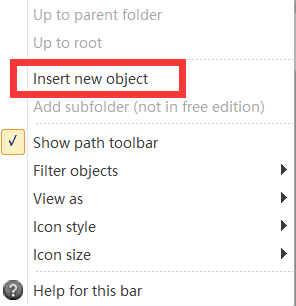 Up to parent folder
Up to root
Insert new object
Add subfolder (not in free edition)
Show path toolbar
Filter objects
View as
Icon style
Icon size
Help for this bar